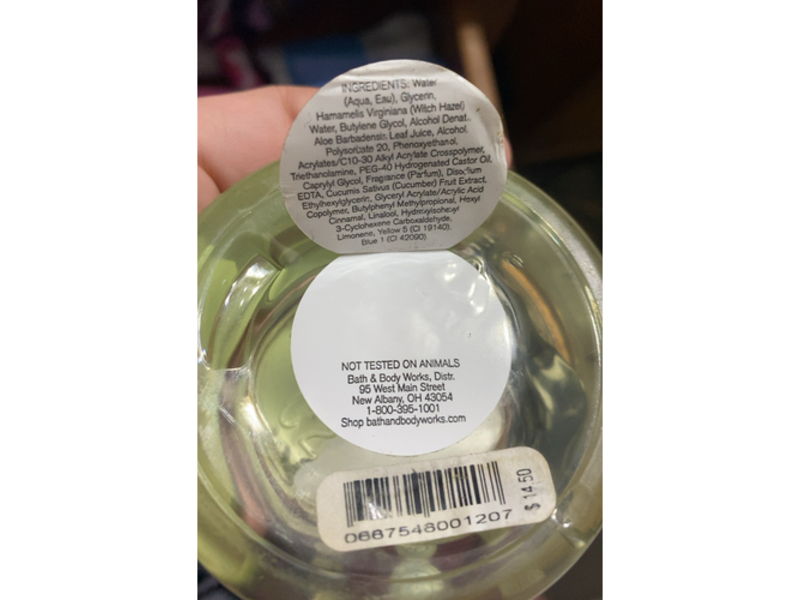 INGREDIENTS: Water
(Aqua, Eau), Glycerin,
Hamamelis Virginiana (Witch Hazel)
Water, Butylene Glycol, Alcohol Denat.,
Aloe Barbadensis Leaf Juice, Alcohol,
Polysorbate 20, Phenoxyethanol,
Acrylates/C10-30 Alkyl Acrylate Crosspolymer,
Triethanolamine, PEG-40 Hydrogenated Castor Oil,
Caprylyl Glycol, Fragrance (Parfum), Disodium
EDTA, Cucumis Sativus (Cucumber) Fruit Extract,
Ethylhexylglycerin, Glyceryl Acrylate/Acrylic Acid
Copolymer, Butylphenyl Methylpropional, Hexyl
Cinnamal, Linalool, Hydroxyisohexyl
3-Cyclohexene Carboxaldehyde,
Limonene, Yellow 5 (CI 19140),
Blue 1 (CI 42090)
NOT TESTED ON ANIMALS
Bath & Body Works, Distr.
95 West Main Street
New Albany, OH 43054
1-800-395-1001
Shop bathandbodyworks.com
0667548001207
$ 14.50